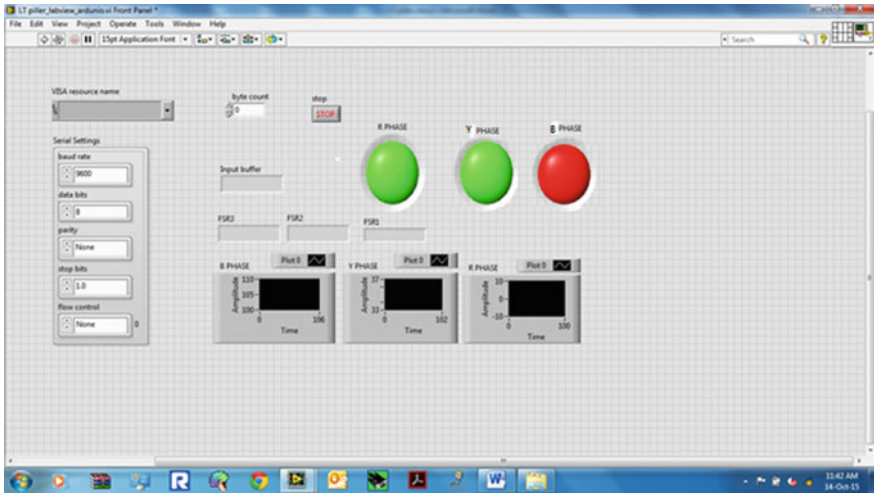 LT piller_labview_ardunio.vi Front Panel *
File Edit View Project Operate Tools Window Help
15pt Application Font
Search
VISA resource name
byte count
0
stop
STOP
R PHASE
Y PHASE
B PHASE
Serial Settings
baud rate
9600
data bits
8
parity
None
stop bits
1.0
flow control
None
0
Input buffer
FSR3
FSR2
FSR1
B PHASE
Plot 0
Amplitude
110
105
100
0
106
Time
Y PHASE
Plot 0
Amplitude
37
33
0
102
Time
R PHASE
Plot 0
Amplitude
10
0
-10
0
100
Time
11:42 AM
14-Oct-15